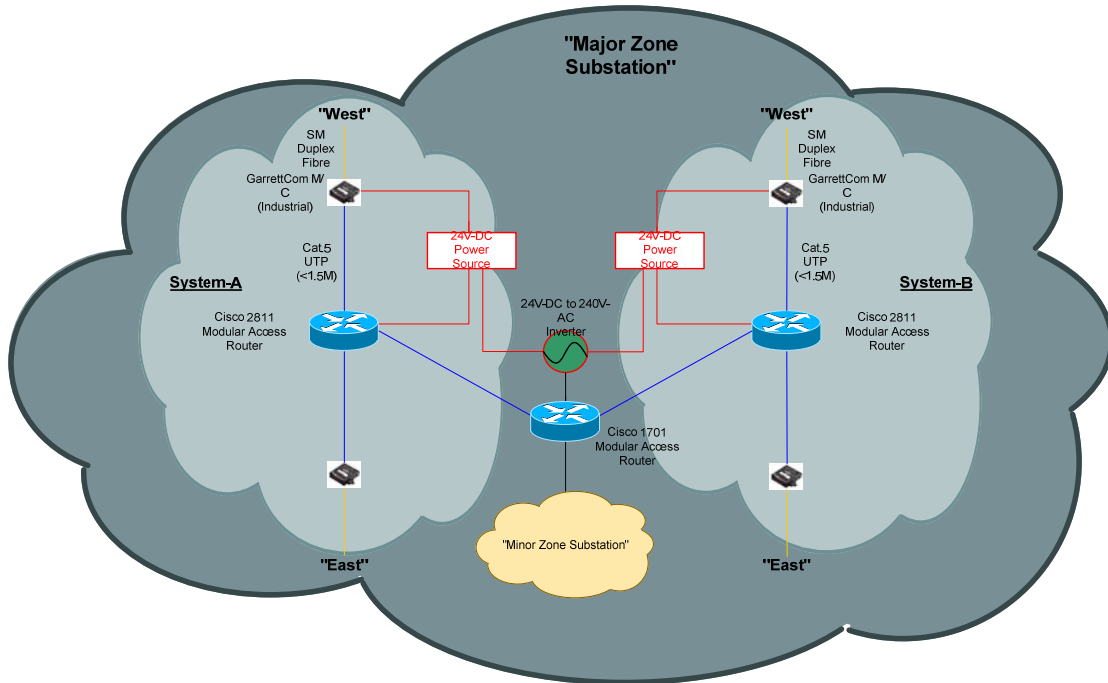 "Major Zone
Substation"
"West"
SM
Duplex
Fibre
GarrettCom M/
C
(Industrial)
24V-DC
Power
Source
Cat.5
UTP
(<1.5M)
System-A
Cisco 2811
Modular Access
Router
"East"
24V-DC to 240V-
AC
Inverter
Cisco 1701
Modular Access
Router
"Minor Zone Substation"
"West"
SM
Duplex
Fibre
GarrettCom M/
C
(Industrial)
24V-DC
Power
Source
Cat.5
UTP
(<1.5M)
System-B
Cisco 2811
Modular Access
Router
"East"